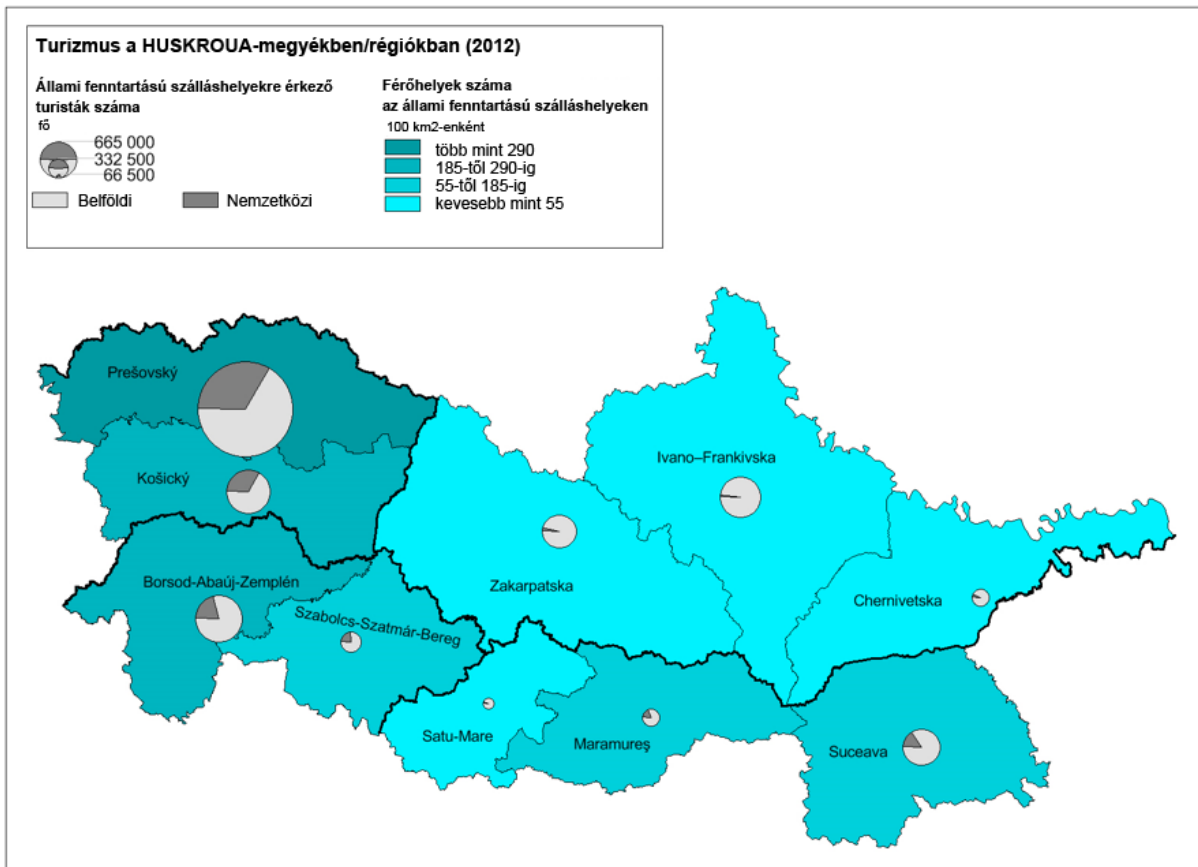 Turizmus a HUSKROUA-megyékben/régiókban (2012)
Állami fenntartású szálláshelyekre érkező
turisták száma
fő
665 000
332 500
66 500
Belföldi
Nemzetközi
Férőhelyek száma
az állami fenntartású szálláshelyeken
100 km2-enként
több mint 290
185-től 290-ig
55-től 185-ig
kevesebb mint 55
Prešovský
Košický
Ivano–Frankivska
Borsod-Abaúj-Zemplén
Zakarpatska
Chernivetska
Szabolcs-Szatmár-Bereg
Satu-Mare
Maramureş
Suceava